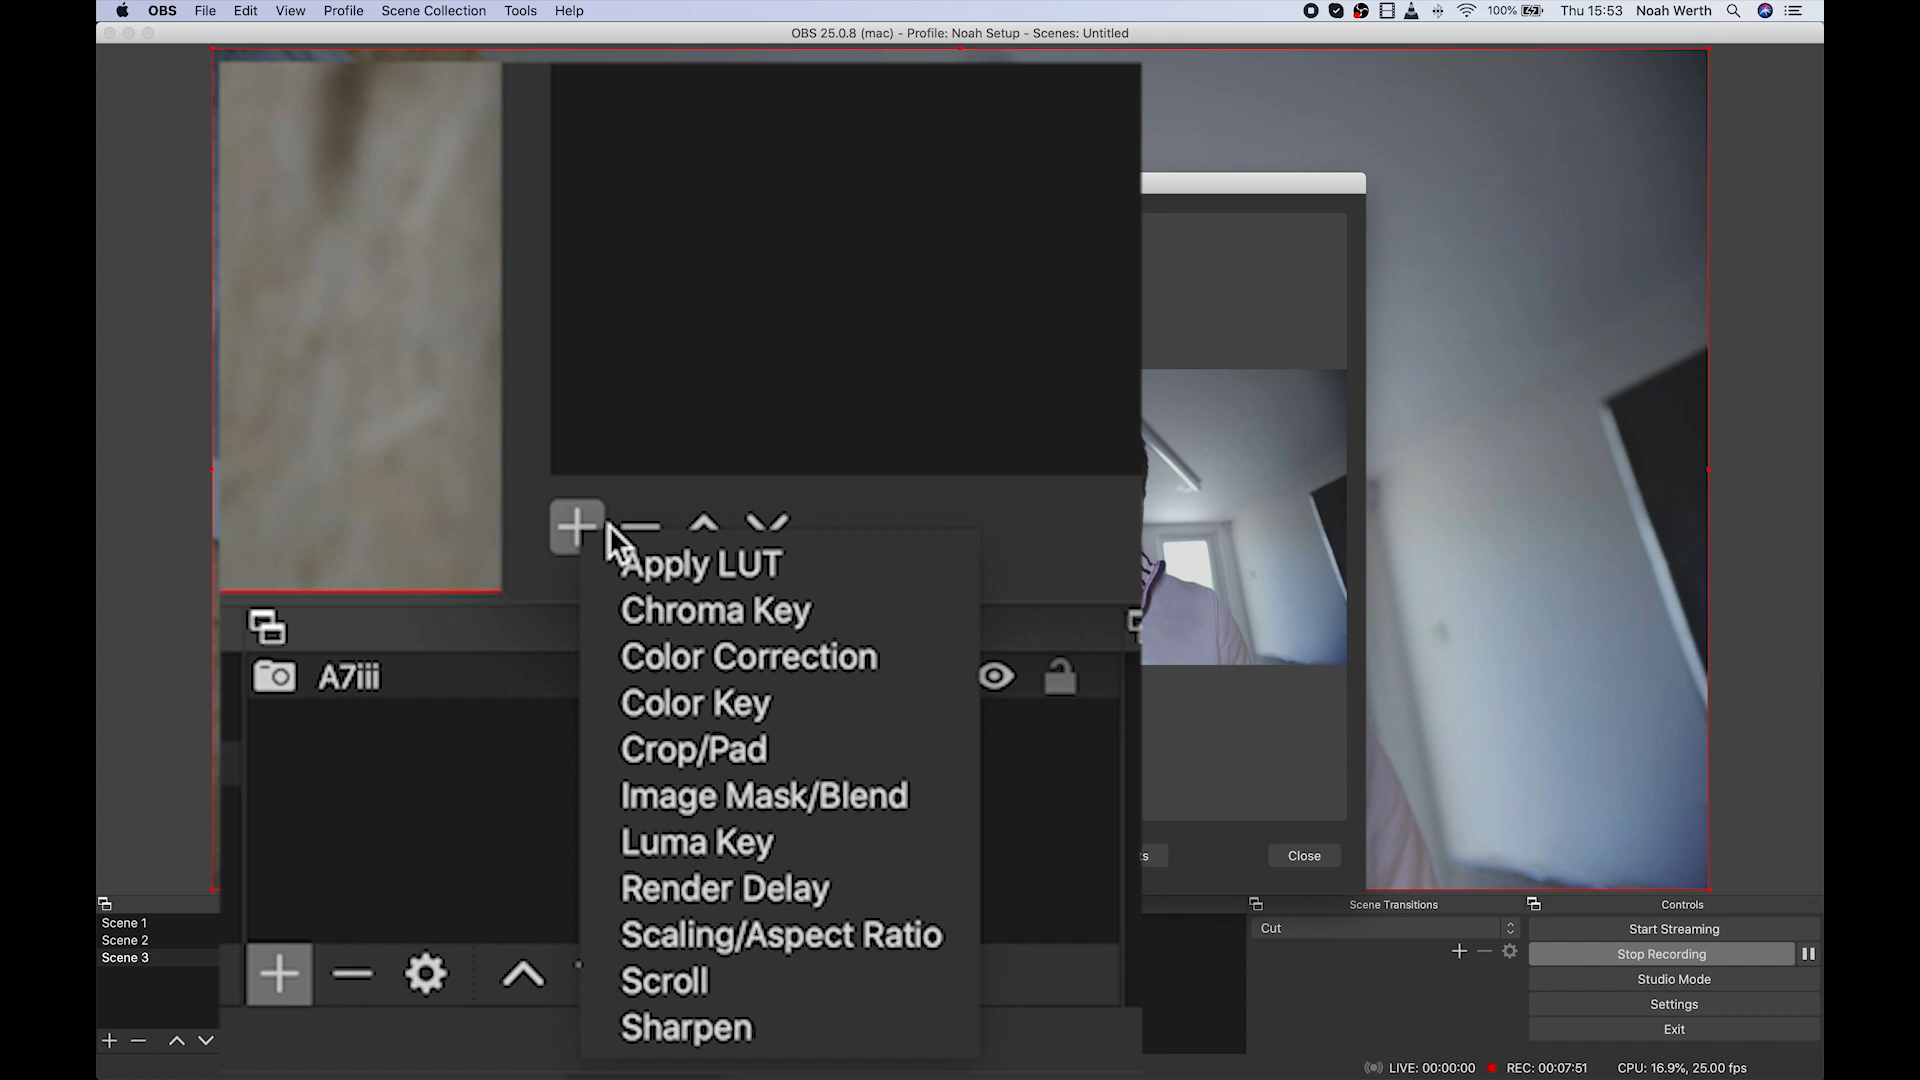 OBS File Edit View Profile Scene Collection Tools Help 100% Thu 15:53 Noah Werth
OBS 25.0.8 (mac) - Profile: Noah Setup - Scenes: Untitled
Apply LUT
Chroma Key
Color Correction
Color Key
Crop/Pad
Image Mask/Blend
Luma Key
Render Delay
Scaling/Aspect Ratio
Scroll
Sharpen
A7iii
Close
Scene 1
Scene 2
Scene 3
Scene Transitions
Cut
Controls
Start Streaming
Stop Recording
Studio Mode
Settings
Exit
LIVE: 00:00:00 REC: 00:07:51 CPU: 16.9%, 25.00 fps